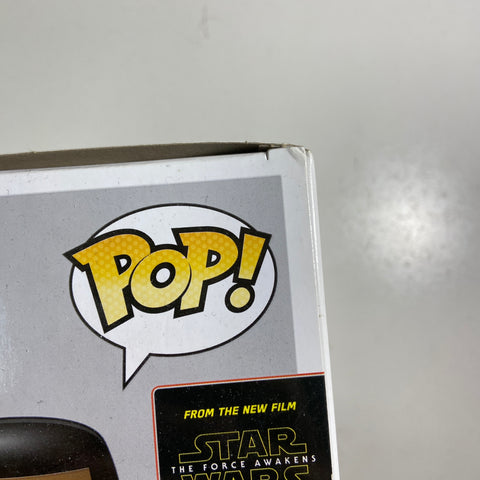 POP!
FROM THE NEW FILM
STAR
THE FORCE AWAKENS
WARS